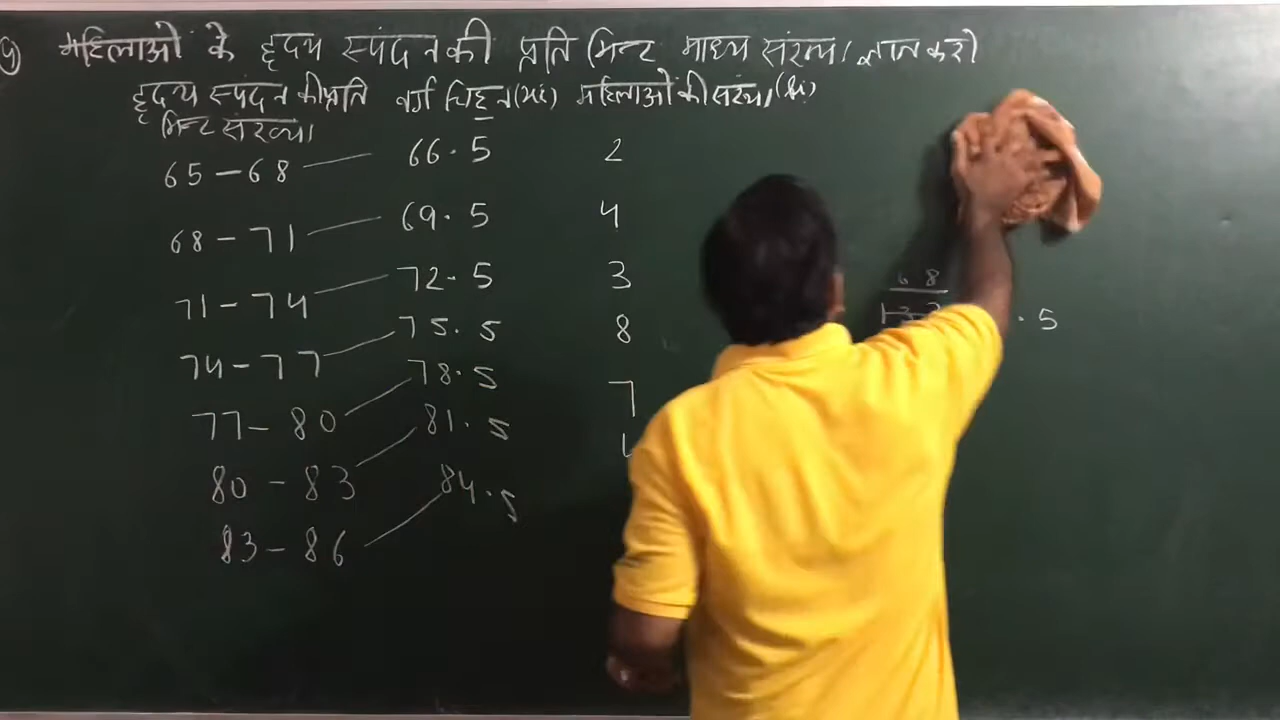 महिलाओं के हृदय स्पंदन की प्रति मिनट माध्य संख्या ज्ञात करो
हृदय स्पंदन की प्रति वर्ग चिह्न (xi) महिलाओं की संख्या (fi)
मिनट संख्या
65-68 66.5 2
68-71 69.5 4
71-74 72.5 3
74-77 75.5 8
77-80 78.5 7
80-83 81.5
83-86 84.5
68
.5